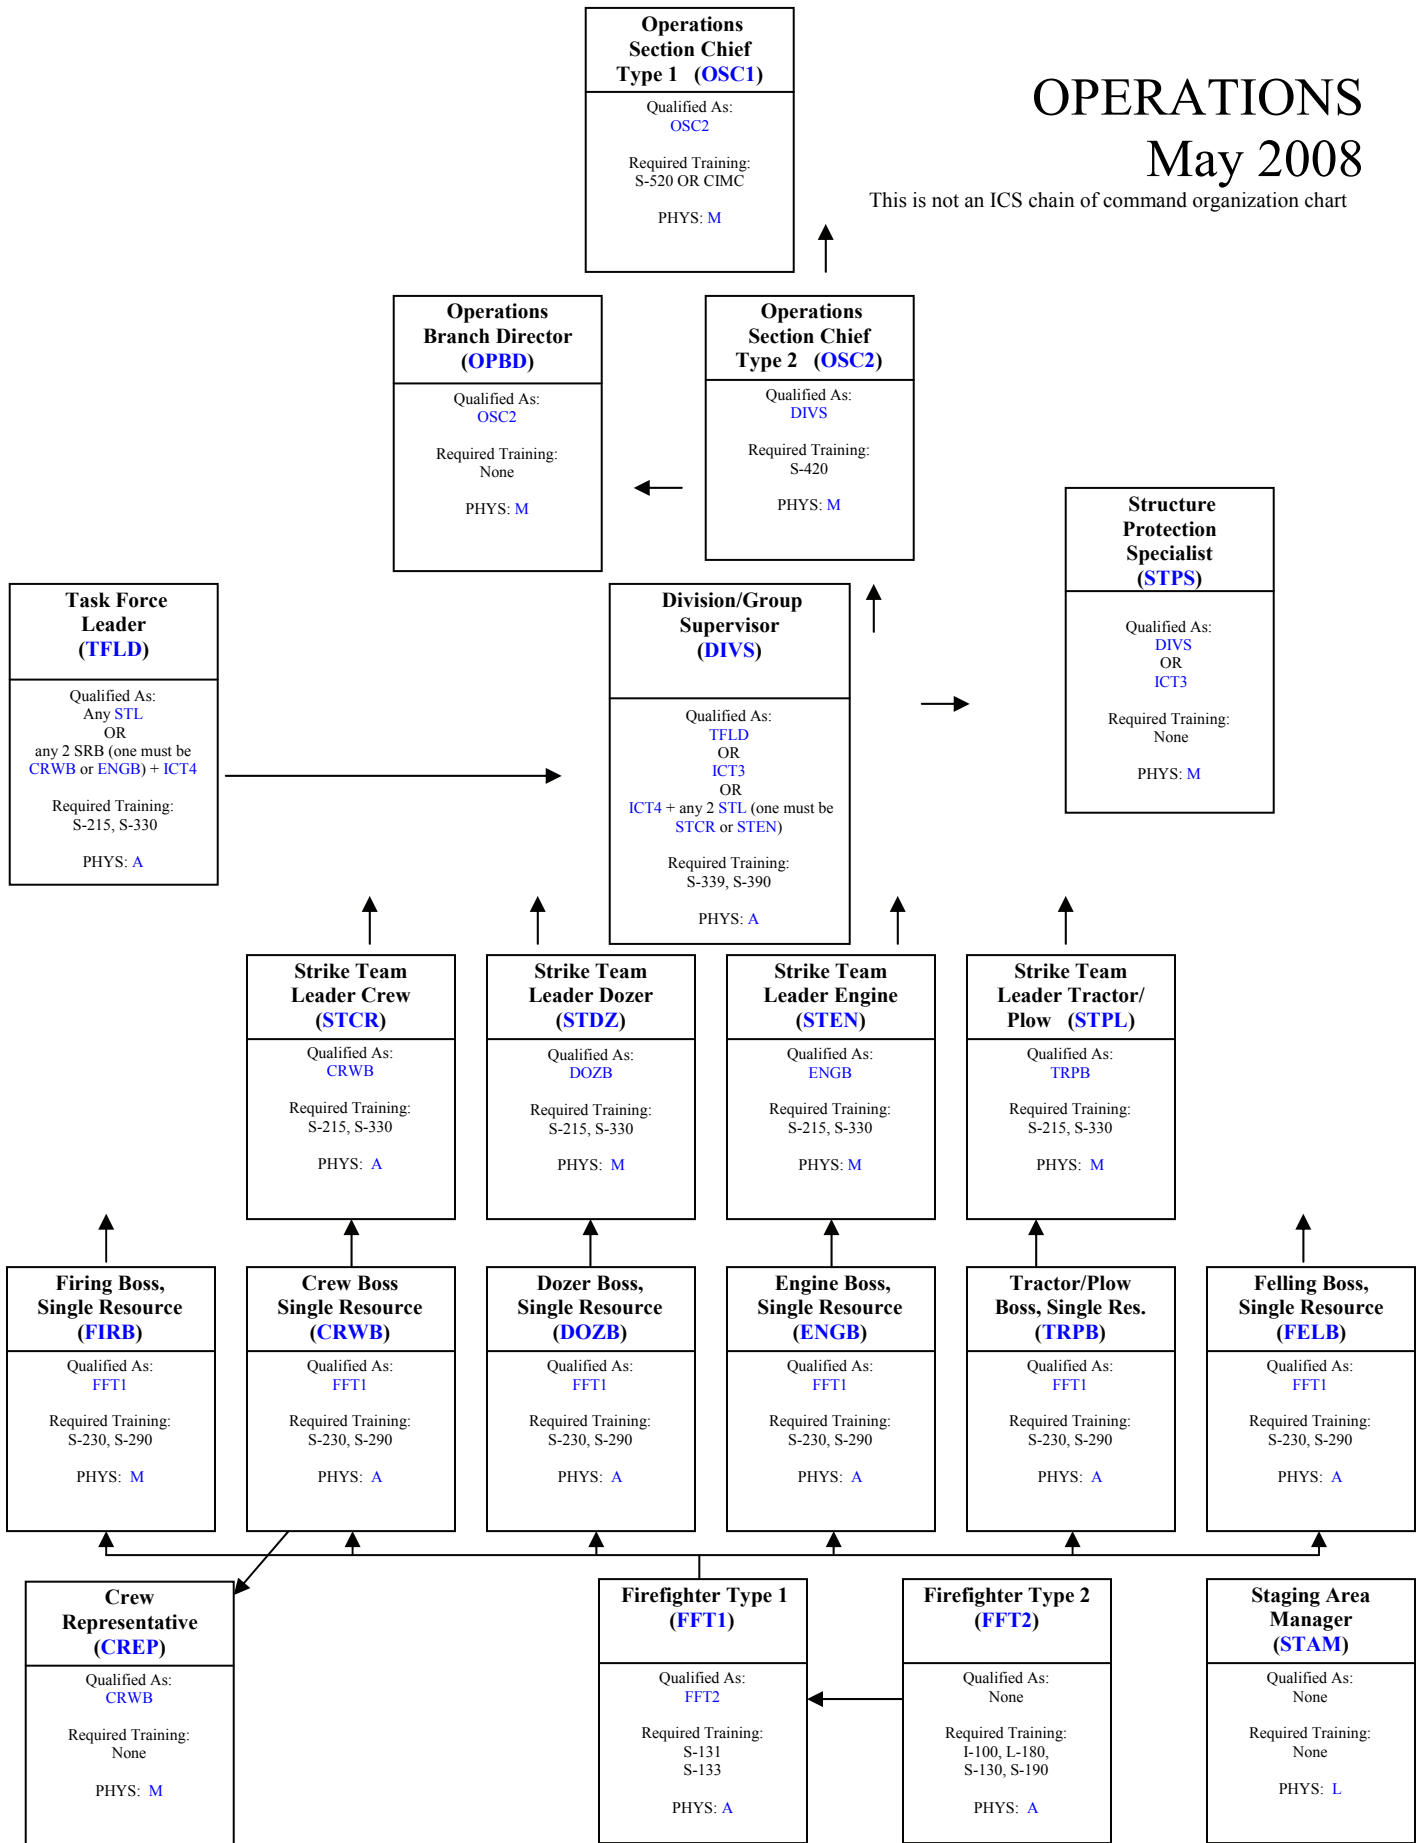 Operations
Section Chief
Type 1 (OSC1)
Qualified As:
OSC2
Required Training:
S-520 OR CIMC
PHYS: M
OPERATIONS
May 2008
This is not an ICS chain of command organization chart
Operations
Branch Director
(OPBD)
Qualified As:
OSC2
Required Training:
None
PHYS: M
Operations
Section Chief
Type 2 (OSC2)
Qualified As:
DIVS
Required Training:
S-420
PHYS: M
Structure
Protection
Specialist
(STPS)
Qualified As:
DIVS
OR
ICT3
Required Training:
None
PHYS: M
Task Force
Leader
(TFLD)
Qualified As:
Any STL
OR
any 2 SRB (one must be
CRWB or ENGB) + ICT4
Required Training:
S-215, S-330
PHYS: A
Division/Group
Supervisor
(DIVS)
Qualified As:
TFLD
OR
ICT3
OR
ICT4 + any 2 STL (one must be
STCR or STEN)
Required Training:
S-339, S-390
PHYS: A
Strike Team
Leader Crew
(STCR)
Qualified As:
CRWB
Required Training:
S-215, S-330
PHYS: A
Strike Team
Leader Dozer
(STDZ)
Qualified As:
DOZB
Required Training:
S-215, S-330
PHYS: M
Strike Team
Leader Engine
(STEN)
Qualified As:
ENGB
Required Training:
S-215, S-330
PHYS: M
Strike Team
Leader Tractor/
Plow (STPL)
Qualified As:
TRPB
Required Training:
S-215, S-330
PHYS: M
Firing Boss,
Single Resource
(FIRB)
Qualified As:
FFT1
Required Training:
S-230, S-290
PHYS: M
Crew Boss
Single Resource
(CRWB)
Qualified As:
FFT1
Required Training:
S-230, S-290
PHYS: A
Dozer Boss,
Single Resource
(DOZB)
Qualified As:
FFT1
Required Training:
S-230, S-290
PHYS: A
Engine Boss,
Single Resource
(ENGB)
Qualified As:
FFT1
Required Training:
S-230, S-290
PHYS: A
Tractor/Plow
Boss, Single Res.
(TRPB)
Qualified As:
FFT1
Required Training:
S-230, S-290
PHYS: A
Felling Boss,
Single Resource
(FELB)
Qualified As:
FFT1
Required Training:
S-230, S-290
PHYS: A
Crew
Representative
(CREP)
Qualified As:
CRWB
Required Training:
None
PHYS: M
Firefighter Type 1
(FFT1)
Qualified As:
FFT2
Required Training:
S-131
S-133
PHYS: A
Firefighter Type 2
(FFT2)
Qualified As:
None
Required Training:
I-100, L-180,
S-130, S-190
PHYS: A
Staging Area
Manager
(STAM)
Qualified As:
None
Required Training:
None
PHYS: L